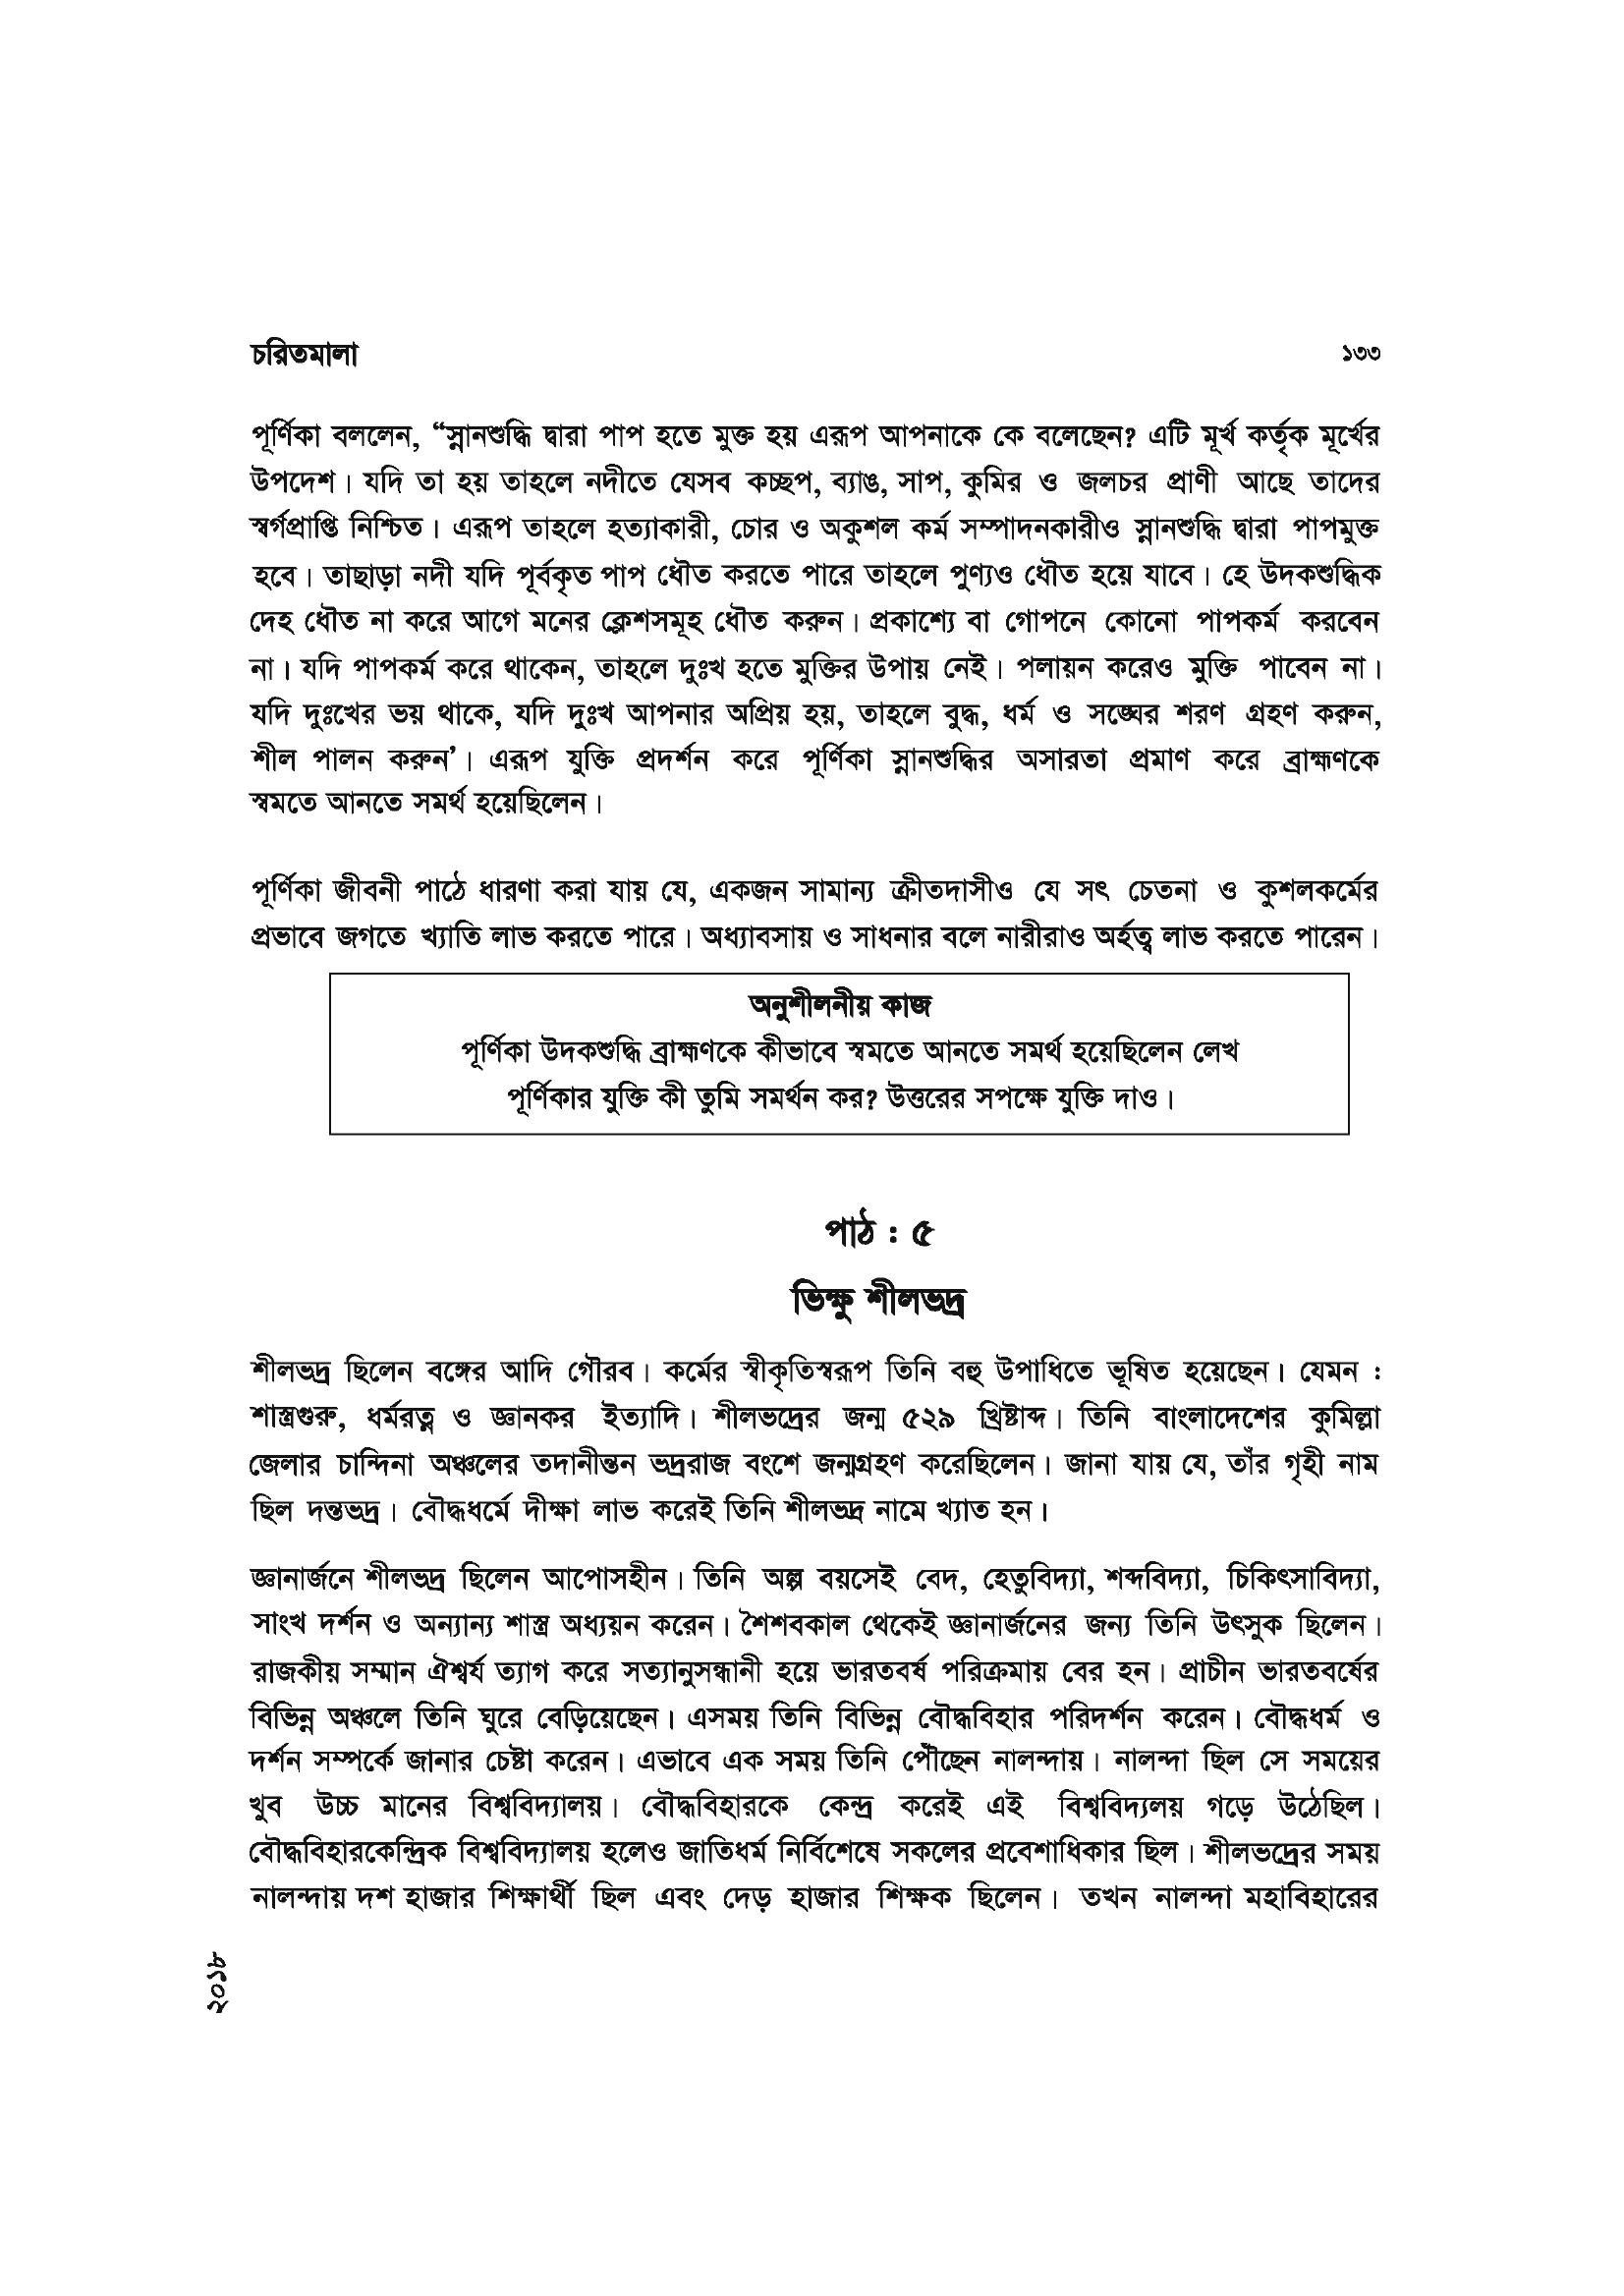 চরিতমালা ১৩৩
পূর্ণিকা বললেন, “স্নানশুদ্ধি দ্বারা পাপ হতে মুক্ত হয় এরূপ আপনাকে কে বলেছেন? এটি মূর্খ কর্তৃক মূর্খের
উপদেশ। যদি তা হয় তাহলে নদীতে যেসব কচ্ছপ, ব্যাঙ, সাপ, কুমির ও জলচর প্রাণী আছে তাদের
স্বর্গপ্রাপ্তি নিশ্চিত। এরূপ তাহলে হত্যাকারী, চোর ও অকুশল কর্ম সম্পাদনকারীও স্নানশুদ্ধি দ্বারা পাপমুক্ত
হবে। তাছাড়া নদী যদি পূর্বকৃত পাপ ধৌত করতে পারে তাহলে পুণ্যও ধৌত হয়ে যাবে। হে উদকশুদ্ধিক
দেহ ধৌত না করে আগে মনের ক্লেশসমূহ ধৌত করুন। প্রকাশ্যে বা গোপনে কোনো পাপকর্ম করবেন
না। যদি পাপকর্ম করে থাকেন, তাহলে দুঃখ হতে মুক্তির উপায় নেই। পলায়ন করেও মুক্তি পাবেন না।
যদি দুঃখের ভয় থাকে, যদি দুঃখ আপনার অপ্রিয় হয়, তাহলে বুদ্ধ, ধর্ম ও সঙ্ঘের শরণ গ্রহণ করুন,
শীল পালন করুন’। এরূপ যুক্তি প্রদর্শন করে পূর্ণিকা স্নানশুদ্ধির অসারতা প্রমাণ করে ব্রাহ্মণকে
স্বমতে আনতে সমর্থ হয়েছিলেন।
পূর্ণিকা জীবনী পাঠে ধারণা করা যায় যে, একজন সামান্য ক্রীতদাসীও যে সৎ চেতনা ও কুশলকর্মের
প্রভাবে জগতে খ্যাতি লাভ করতে পারে। অধ্যাবসায় ও সাধনার বলে নারীরাও অর্হত্ব লাভ করতে পারেন।
অনুশীলনীয় কাজ
পূর্ণিকা উদকশুদ্ধি ব্রাহ্মণকে কীভাবে স্বমতে আনতে সমর্থ হয়েছিলেন লেখ
পূর্ণিকার যুক্তি কী তুমি সমর্থন কর? উত্তরের সপক্ষে যুক্তি দাও।
পাঠ : ৫
ভিক্ষু শীলভদ্র
শীলভদ্র ছিলেন বঙ্গের আদি গৌরব। কর্মের স্বীকৃতিস্বরূপ তিনি বহু উপাধিতে ভূষিত হয়েছেন। যেমন :
শাস্ত্রগুরু, ধর্মরত্ন ও জ্ঞানকর ইত্যাদি। শীলভদ্রের জন্ম ৫২৯ খ্রিষ্টাব্দ। তিনি বাংলাদেশের কুমিল্লা
জেলার চান্দিনা অঞ্চলের তদানীন্তন ভদ্ররাজ বংশে জন্মগ্রহণ করেছিলেন। জানা যায় যে, তাঁর গৃহী নাম
ছিল দন্তভদ্র। বৌদ্ধধর্মে দীক্ষা লাভ করেই তিনি শীলভদ্র নামে খ্যাত হন।
জ্ঞানার্জনে শীলভদ্র ছিলেন আপোসহীন। তিনি অল্প বয়সেই বেদ, হেতুবিদ্যা, শব্দবিদ্যা, চিকিৎসাবিদ্যা,
সাংখ দর্শন ও অন্যান্য শাস্ত্র অধ্যয়ন করেন। শৈশবকাল থেকেই জ্ঞানার্জনের জন্য তিনি উৎসুক ছিলেন।
রাজকীয় সম্মান ঐশ্বর্য ত্যাগ করে সত্যানুসন্ধানী হয়ে ভারতবর্ষ পরিক্রমায় বের হন। প্রাচীন ভারতবর্ষের
বিভিন্ন অঞ্চলে তিনি ঘুরে বেড়িয়েছেন। এসময় তিনি বিভিন্ন বৌদ্ধবিহার পরিদর্শন করেন। বৌদ্ধধর্ম ও
দর্শন সম্পর্কে জানার চেষ্টা করেন। এভাবে এক সময় তিনি পৌঁছেন নালন্দায়। নালন্দা ছিল সে সময়ের
খুব উচ্চ মানের বিশ্ববিদ্যালয়। বৌদ্ধবিহারকে কেন্দ্র করেই এই বিশ্ববিদ্যলয় গড়ে উঠেছিল।
বৌদ্ধবিহারকেন্দ্রিক বিশ্ববিদ্যালয় হলেও জাতিধর্ম নির্বিশেষে সকলের প্রবেশাধিকার ছিল। শীলভদ্রের সময়
নালন্দায় দশ হাজার শিক্ষার্থী ছিল এবং দেড় হাজার শিক্ষক ছিলেন। তখন নালন্দা মহাবিহারের
২০১৮